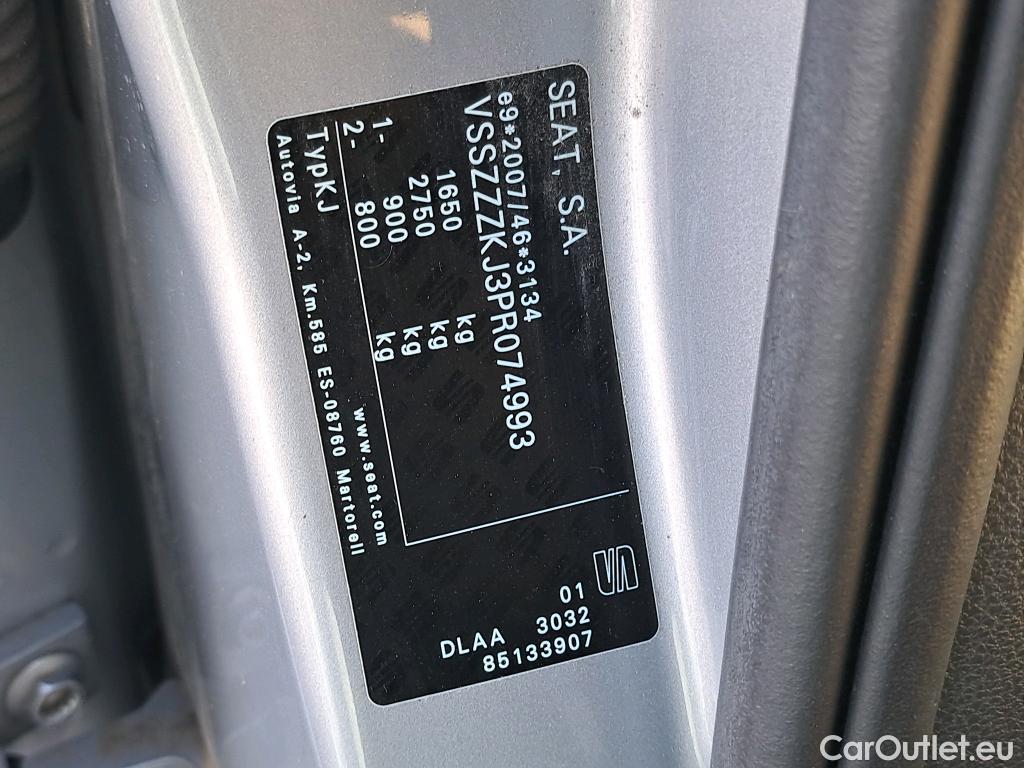 SEAT, S.A.
e9*2007/46*3134
VSSZZZKJ3PR074993
1650 kg
2750 kg
1- 900 kg
2- 800 kg
TypKJ
www.seat.com
Autovia A-2, Km.585 ES-08760 Martorell
01
DLAA 3032
85133907
CarOutlet.eu